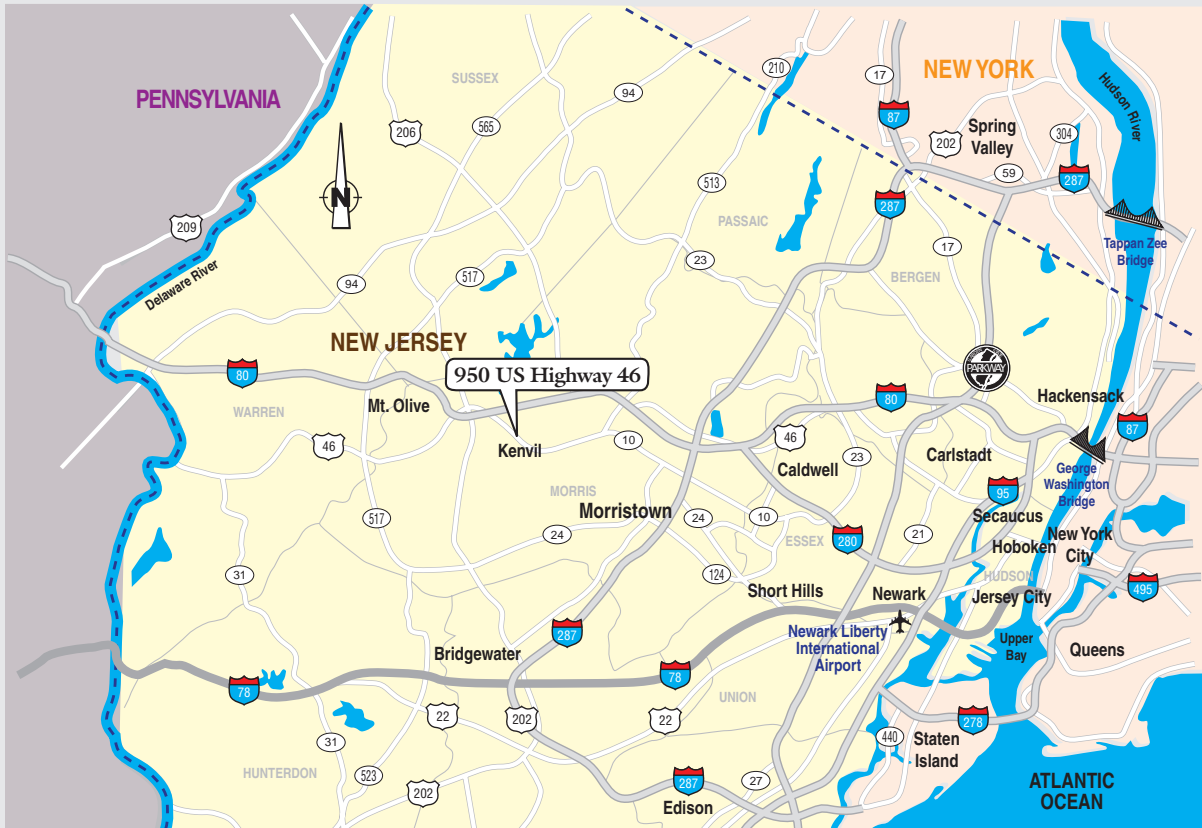 SUSSEX
210
17
NEW YORK
PENNSYLVANIA
94
87
Hudson River
206
565
202
Spring
Valley
304
59
N
513
287
287
209
PASSAIC
Tappan Zee
Bridge
17
23
BERGEN
Delaware River
94
517
NEW JERSEY
PARKWAY
950 US Highway 46
80
80
Hackensack
WARREN
Mt. Olive
87
46
Kenvil
10
46
Caldwell
23
Carlstadt
George
Washington
Bridge
MORRIS
95
Morristown
Secaucus
517
24
24
10
ESSEX
280
21
Hoboken
New York
City
31
124
HUDSON
495
Short Hills
Newark
Jersey City
287
Newark Liberty
International
Airport
Upper
Bay
Bridgewater
Queens
78
78
UNION
22
202
22
278
31
440
Staten
Island
HUNTERDON
523
202
287
27
Edison
ATLANTIC
OCEAN